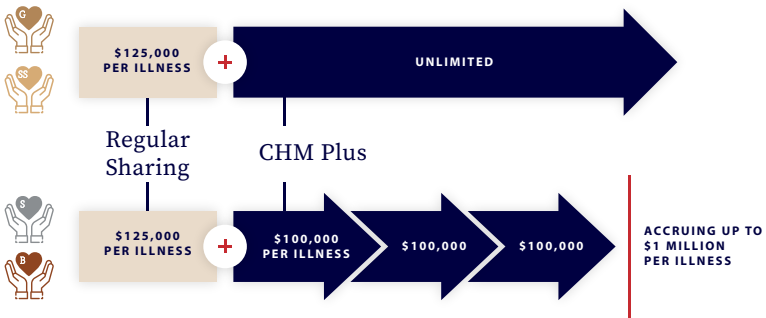 G
$125,000
PER ILLNESS
+
UNLIMITED
SS
Regular
Sharing
CHM Plus
S
$125,000
PER ILLNESS
+
$100,000
PER ILLNESS
$100,000
$100,000
ACCRUING UP TO
$1 MILLION
PER ILLNESS
B